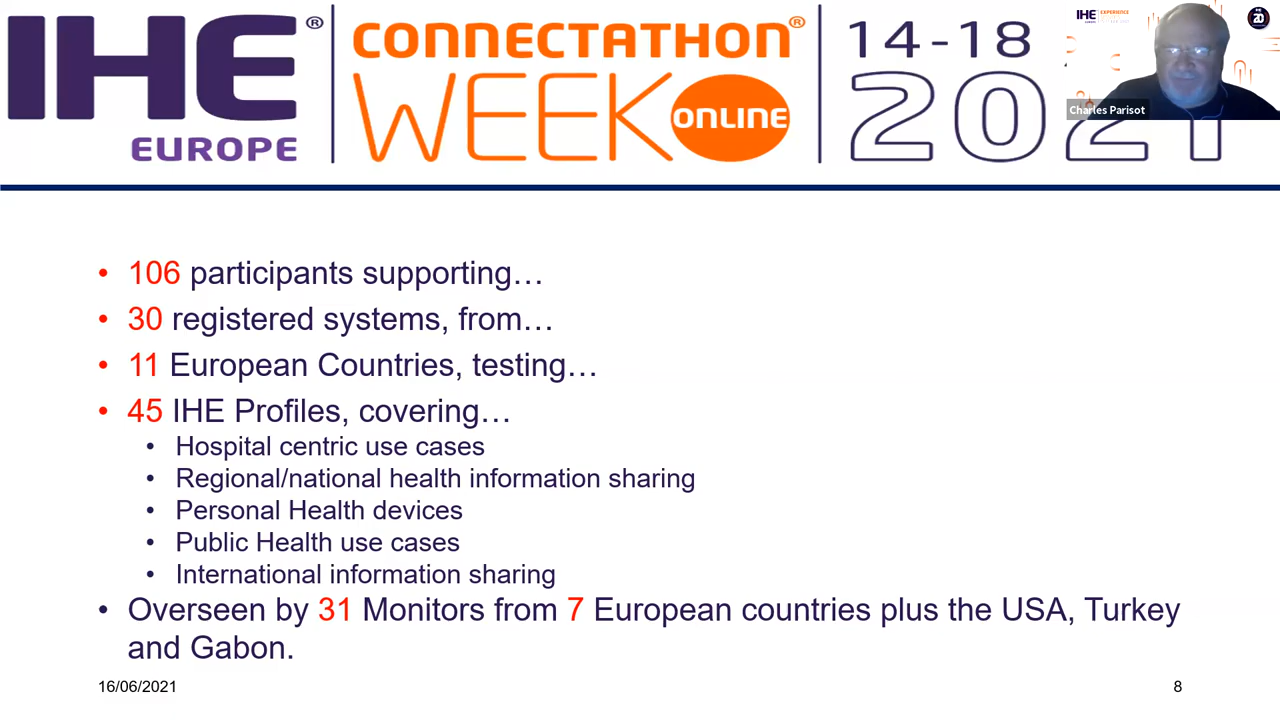 IHE®
EUROPE
CONNECTATHON®
WEEK ONLINE
14-18
2021
IHE EXPERIENCE
20
Charles Parisot
• 106 participants supporting…
• 30 registered systems, from…
• 11 European Countries, testing…
• 45 IHE Profiles, covering…
• Hospital centric use cases
• Regional/national health information sharing
• Personal Health devices
• Public Health use cases
• International information sharing
• Overseen by 31 Monitors from 7 European countries plus the USA, Turkey
and Gabon.
16/06/2021
8